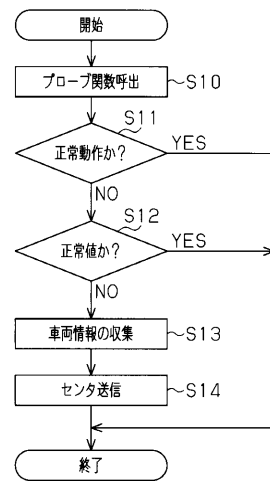 開始
プローブ関数呼出 S10
S11
正常動作か? YES
NO
S12
正常値か? YES
NO
車両情報の収集 S13
センタ送信 S14
終了